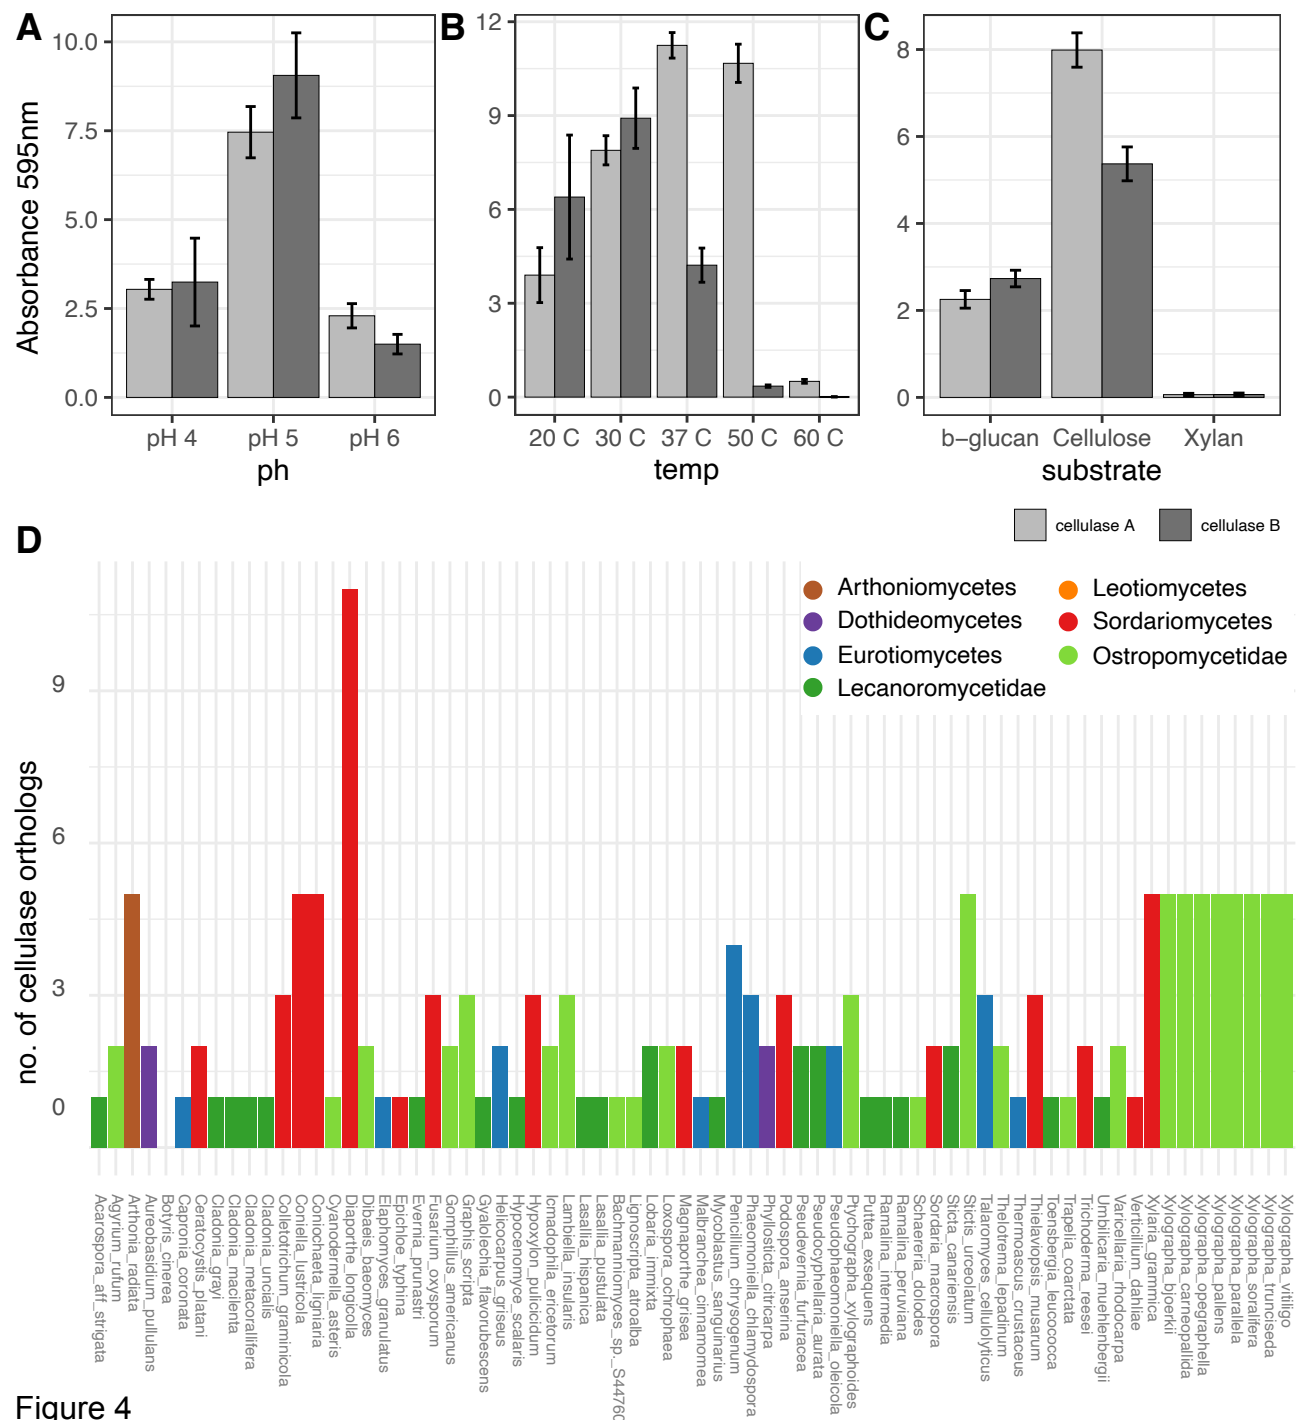 A
B
C
Absorbance 595nm
10.0
7.5
5.0
2.5
0.0
pH 4
pH 5
pH 6
ph
12
9
6
3
0
20 C
30 C
37 C
50 C
60 C
temp
8
6
4
2
0
b−glucan
Cellulose
Xylan
substrate
cellulase A
cellulase B
D
Arthoniomycetes
Dothideomycetes
Eurotiomycetes
Lecanoromycetidae
Leotiomycetes
Sordariomycetes
Ostropomycetidae
no. of cellulase orthologs
9
6
3
0
Acarospora_aff_strigata
Agyrium_rufum
Arthonia_radiata
Aureobasidium_pullulans
Botyris_cinerea
Capronia_coronata
Ceratocystis_platani
Cladonia_grayi
Cladonia_macilenta
Cladonia_metacorallifera
Cladonia_uncialis
Colletotrichum_graminicola
Coniella_lustricola
Coniochaeta_ligniaria
Cyanodermella_asteris
Diaporthe_longicolla
Dibaeis_baeomyces
Elaphomyces_granulatus
Epichloe_typhina
Evernia_prunastri
Fusarium_oxysporum
Gomphillus_americanus
Graphis_scripta
Gyalolechia_flavorubescens
Helicocarpus_griseus
Hypocenomyce_scalaris
Hypoxylon_pulicicidum
Icmadophila_ericetorum
Lambiella_insularis
Lasallia_hispanica
Lasallia_pustulata
Bachmanniomyces_sp._S44760
Lignoscripta_atroalba
Lobaria_immixta
Loxospora_ochrophaea
Magnaporthe_grisea
Malbranchea_cinnamomea
Mycoblastus_sanguinarius
Penicillium_chrysogenum
Phaeomoniella_chlamydospora
Phyllosticta_citricarpa
Podospora_anserina
Pseudevernia_furfuracea
Pseudocyphellaria_aurata
Pseudophaeomoniella_oleicola
Ptychographa_xylographoides
Puttea_exsequens
Ramalina_intermedia
Ramalina_peruviana
Schaereria_dolodes
Sordaria_macrospora
Sticta_canariensis
Stictis_urceolatum
Talaromyces_cellulolyticus
Thelotrema_lepadinum
Thermoascus_crustaceus
Thielaviopsis_musarum
Toensbergia_leucococca
Trapelia_coarctata
Trichoderma_reesei
Umbilicaria_muehlenbergii
Varicellaria_rhodocarpa
Verticillium_dahliae
Xylaria_grammica
Xylographa_bjoerkii
Xylographa_carneopallida
Xylographa_opegraphella
Xylographa_pallens
Xylographa_parallela
Xylographa_soralifera
Xylographa_trunciseda
Xylographa_vitiligo
Figure 4